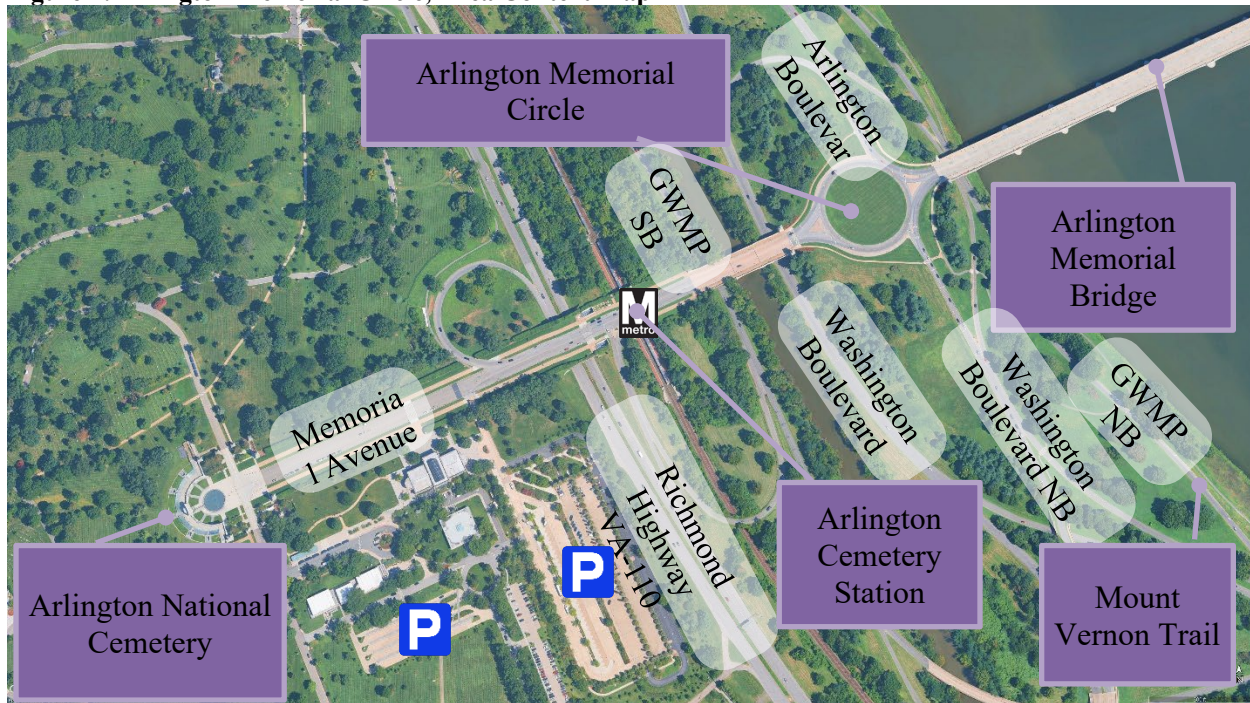 Arlington Memorial
Circle
Arlington
Boulevar
GWMP
SB
Arlington
Memorial
Bridge
M
metro
Washington
Boulevard
Washington
Boulevard NB
GWMP
NB
Memoria
l Avenue
Richmond
Highway
VA-110
Arlington
Cemetery
Station
Arlington National
Cemetery
P
P
Mount
Vernon Trail